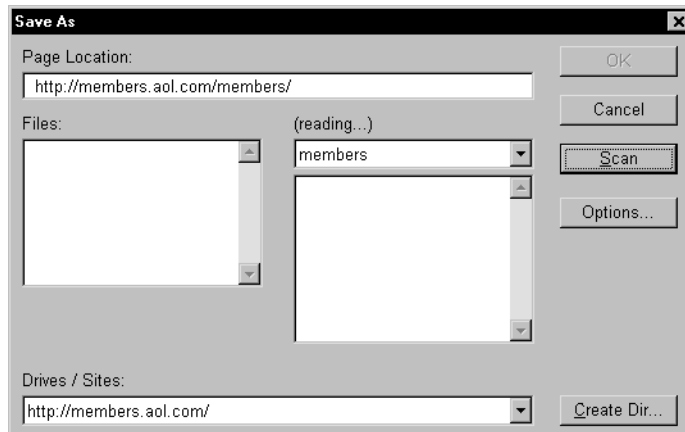 Save As
Page Location:
http://members.aol.com/members/
OK
Cancel
Files:
(reading...)
members
Scan
Options...
Drives / Sites:
http://members.aol.com/
Create Dir...